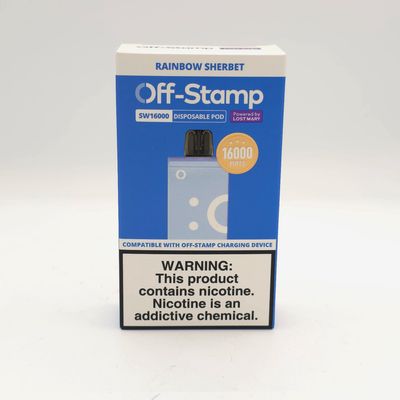 RAINBOW SHERBET
Off-Stamp
SW16000 DISPOSABLE POD Powered by LOST MARY
16000
PUFFS
COMPATIBLE WITH OFF-STAMP CHARGING DEVICE
WARNING:
This product
contains nicotine.
Nicotine is an
addictive chemical.